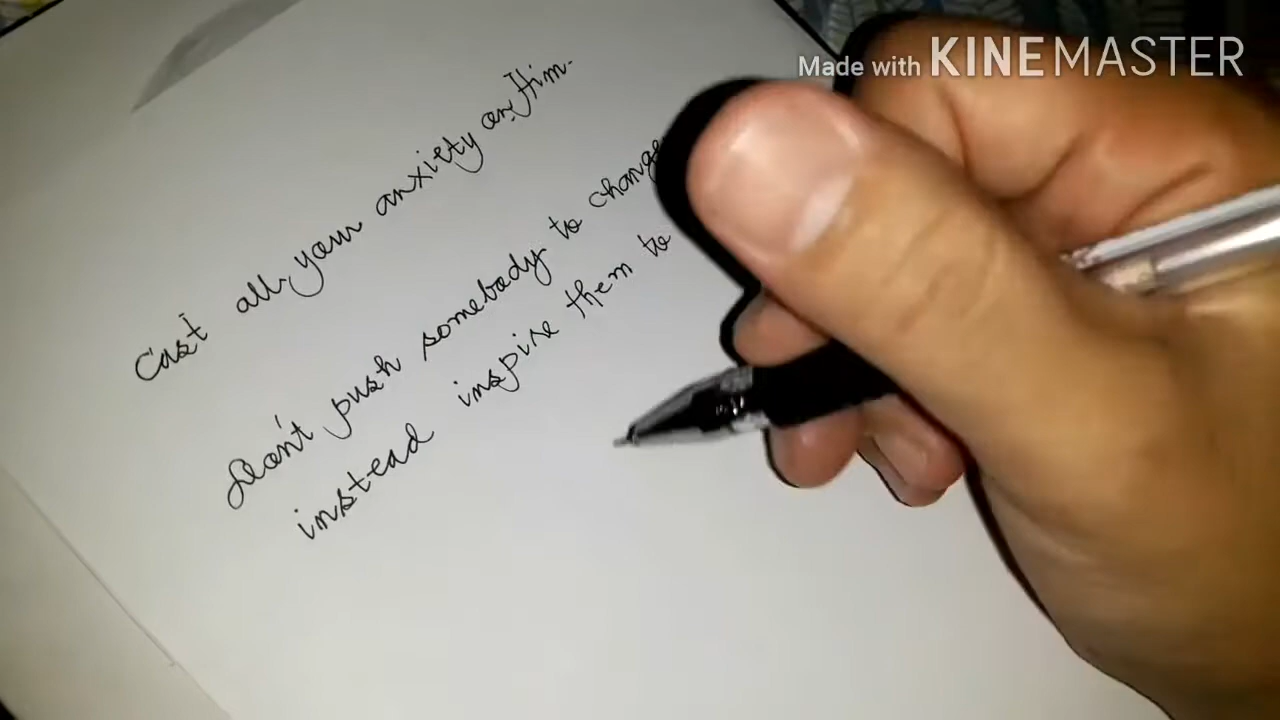 Made with KINEMASTER
Cast all your anxiety on Him.
Don't push somebody to change
instead inspire them to